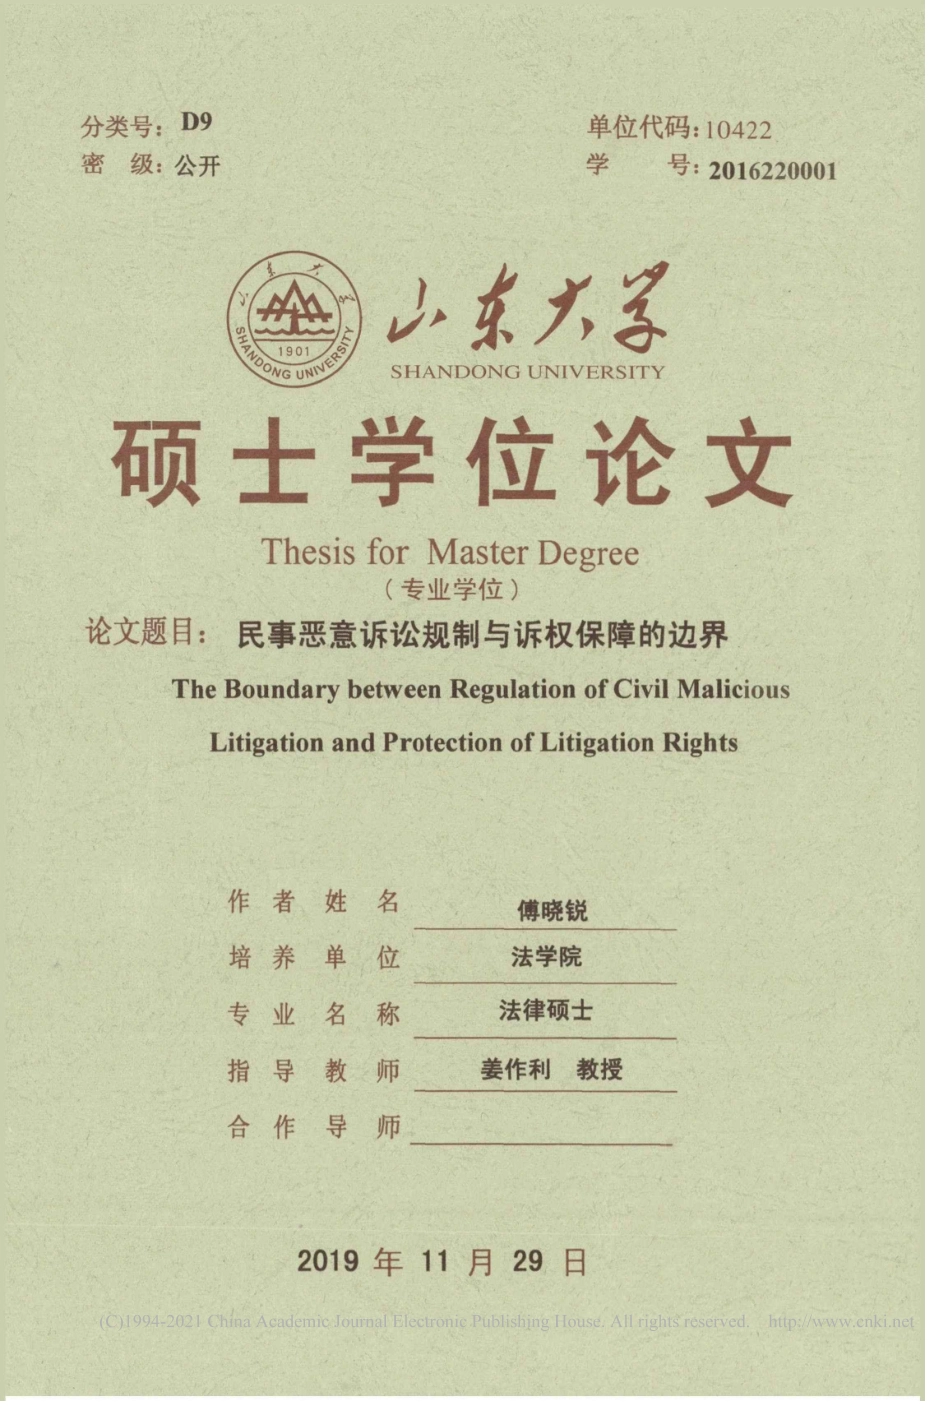 分类号： D9 单位代码：10422
密 级：公开 学 号：2016220001
山东大学
SHANDONG UNIVERSITY
1901
山东大学
SHANDONG UNIVERSITY
硕士学位论文
Thesis for Master Degree
（专业学位）
论文题目： 民事恶意诉讼规制与诉权保障的边界
The Boundary between Regulation of Civil Malicious
Litigation and Protection of Litigation Rights
作者姓名 傅晓锐
培养单位 法学院
专业名称 法律硕士
指导教师 姜作利 教授
合作导师
2019 年 11 月 29 日
(C)1994-2021 China Academic Journal Electronic Publishing House. All rights reserved. http://www.cnki.net